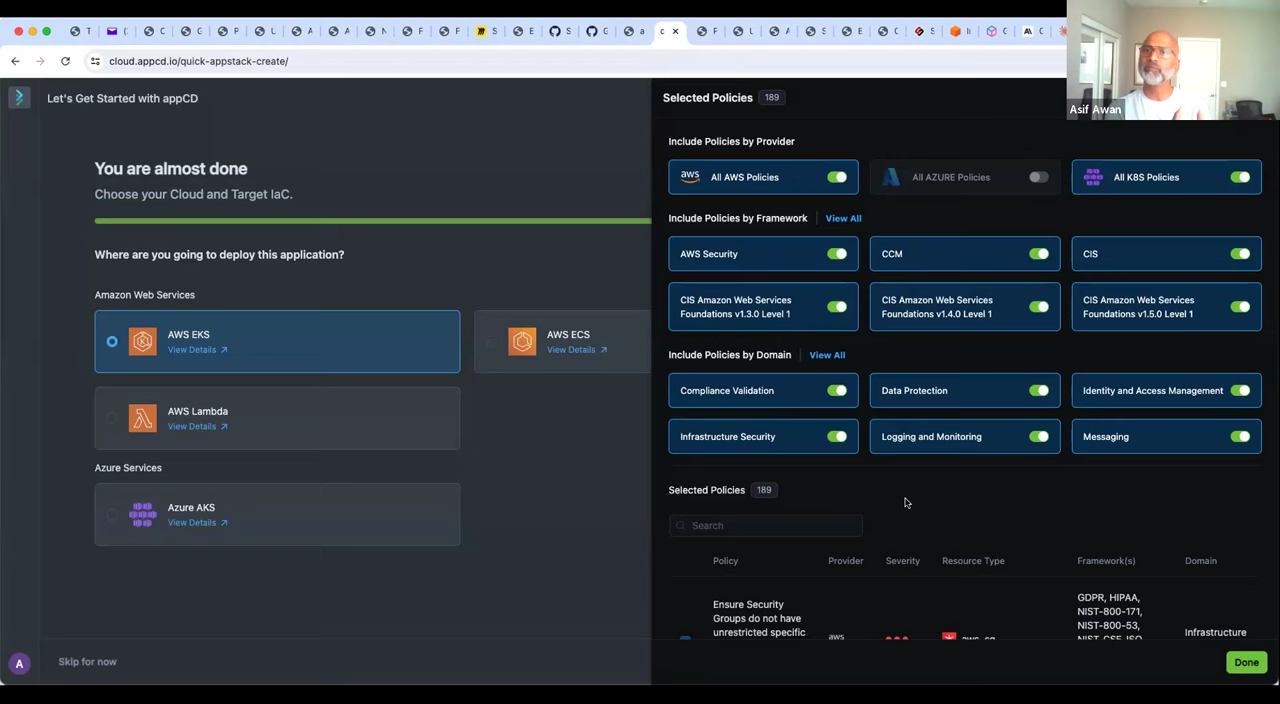 cloud.appcd.io/quick-appstack-create/
Asif Awan
Let's Get Started with appCD
You are almost done
Choose your Cloud and Target IaC.
Where are you going to deploy this application?
Amazon Web Services
AWS EKS
View Details
AWS ECS
View Details
AWS Lambda
View Details
Azure Services
Azure AKS
View Details
A
Skip for now
Selected Policies 189
Include Policies by Provider
aws All AWS Policies
All AZURE Policies
All K8S Policies
Include Policies by Framework View All
AWS Security
CCM
CIS
CIS Amazon Web Services
Foundations v1.3.0 Level 1
CIS Amazon Web Services
Foundations v1.4.0 Level 1
CIS Amazon Web Services
Foundations v1.5.0 Level 1
Include Policies by Domain View All
Compliance Validation
Data Protection
Identity and Access Management
Infrastructure Security
Logging and Monitoring
Messaging
Selected Policies 189
Search
Policy Provider Severity Resource Type Framework(s) Domain
Ensure Security
Groups do not have
unrestricted specific
aws
GDPR, HIPAA,
NIST-800-171,
NIST-800-53,
Infrastructure
Done